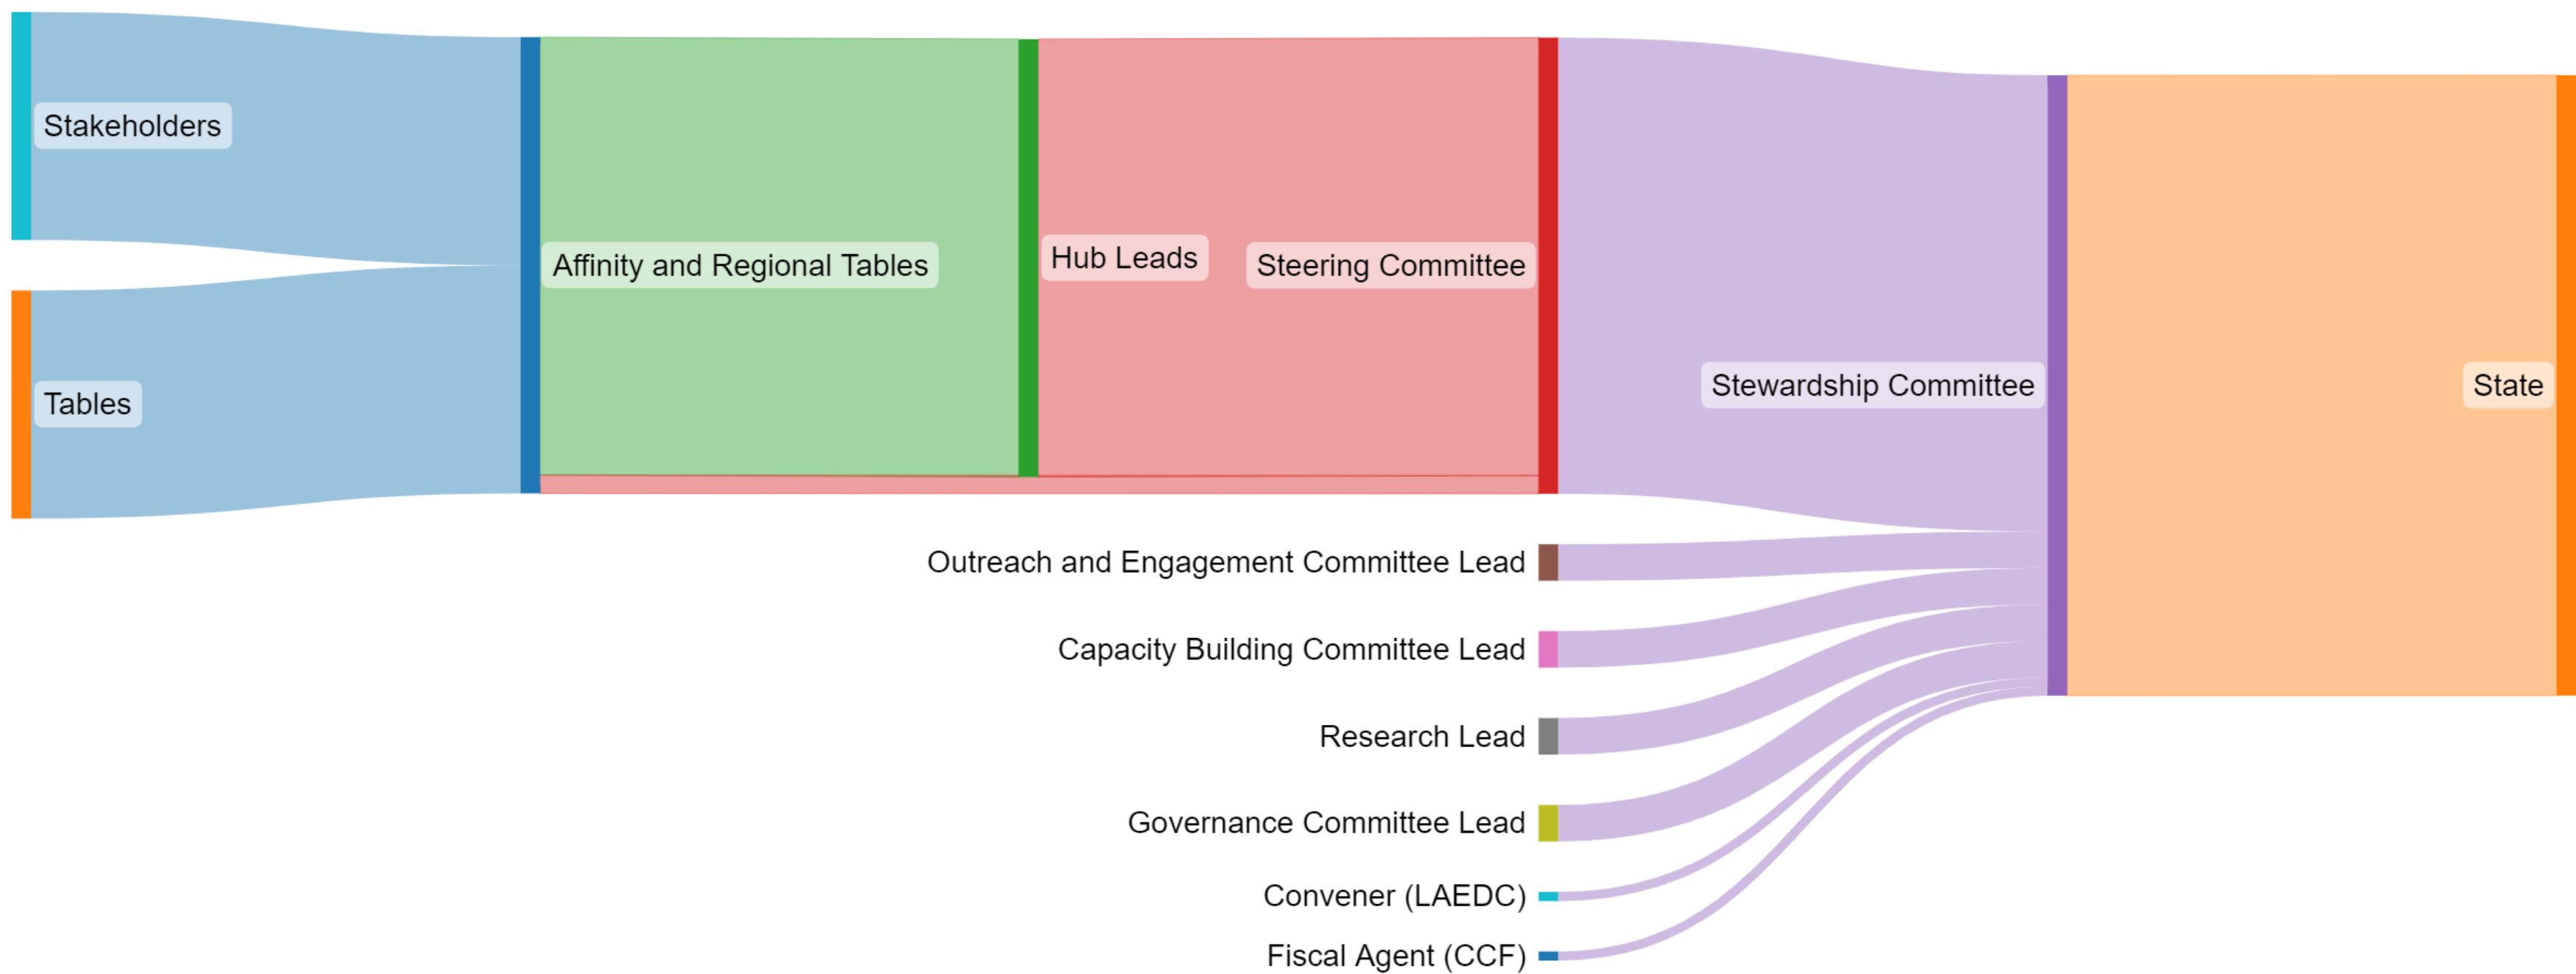 Stakeholders
Tables
Affinity and Regional Tables
Hub Leads
Steering Committee
Stewardship Committee
State
Outreach and Engagement Committee Lead
Capacity Building Committee Lead
Research Lead
Governance Committee Lead
Convener (LAEDC)
Fiscal Agent (CCF)